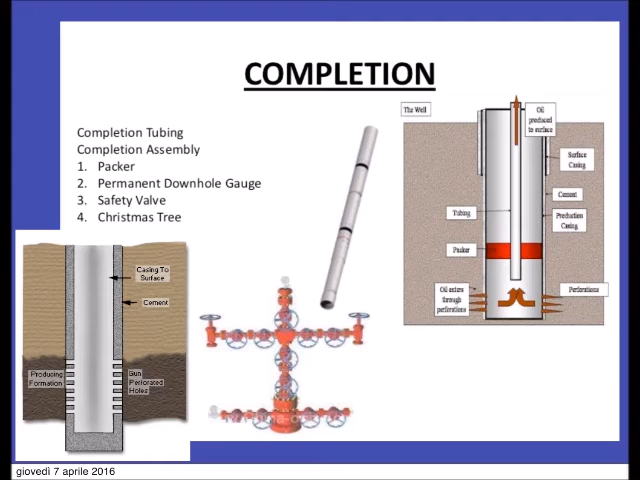 COMPLETION
Completion Tubing
Completion Assembly
1. Packer
2. Permanent Downhole Gauge
3. Safety Valve
4. Christmas Tree
The Well
Oil
produced
to surface
Surface
Casing
Cement
Production
Casing
Tubing
Packer
Oil enters
through
perforations
Perforations
Casing To
Surface
Cement
Producing
Formation
Gun
Perforated
Holes
giovedì 7 aprile 2016